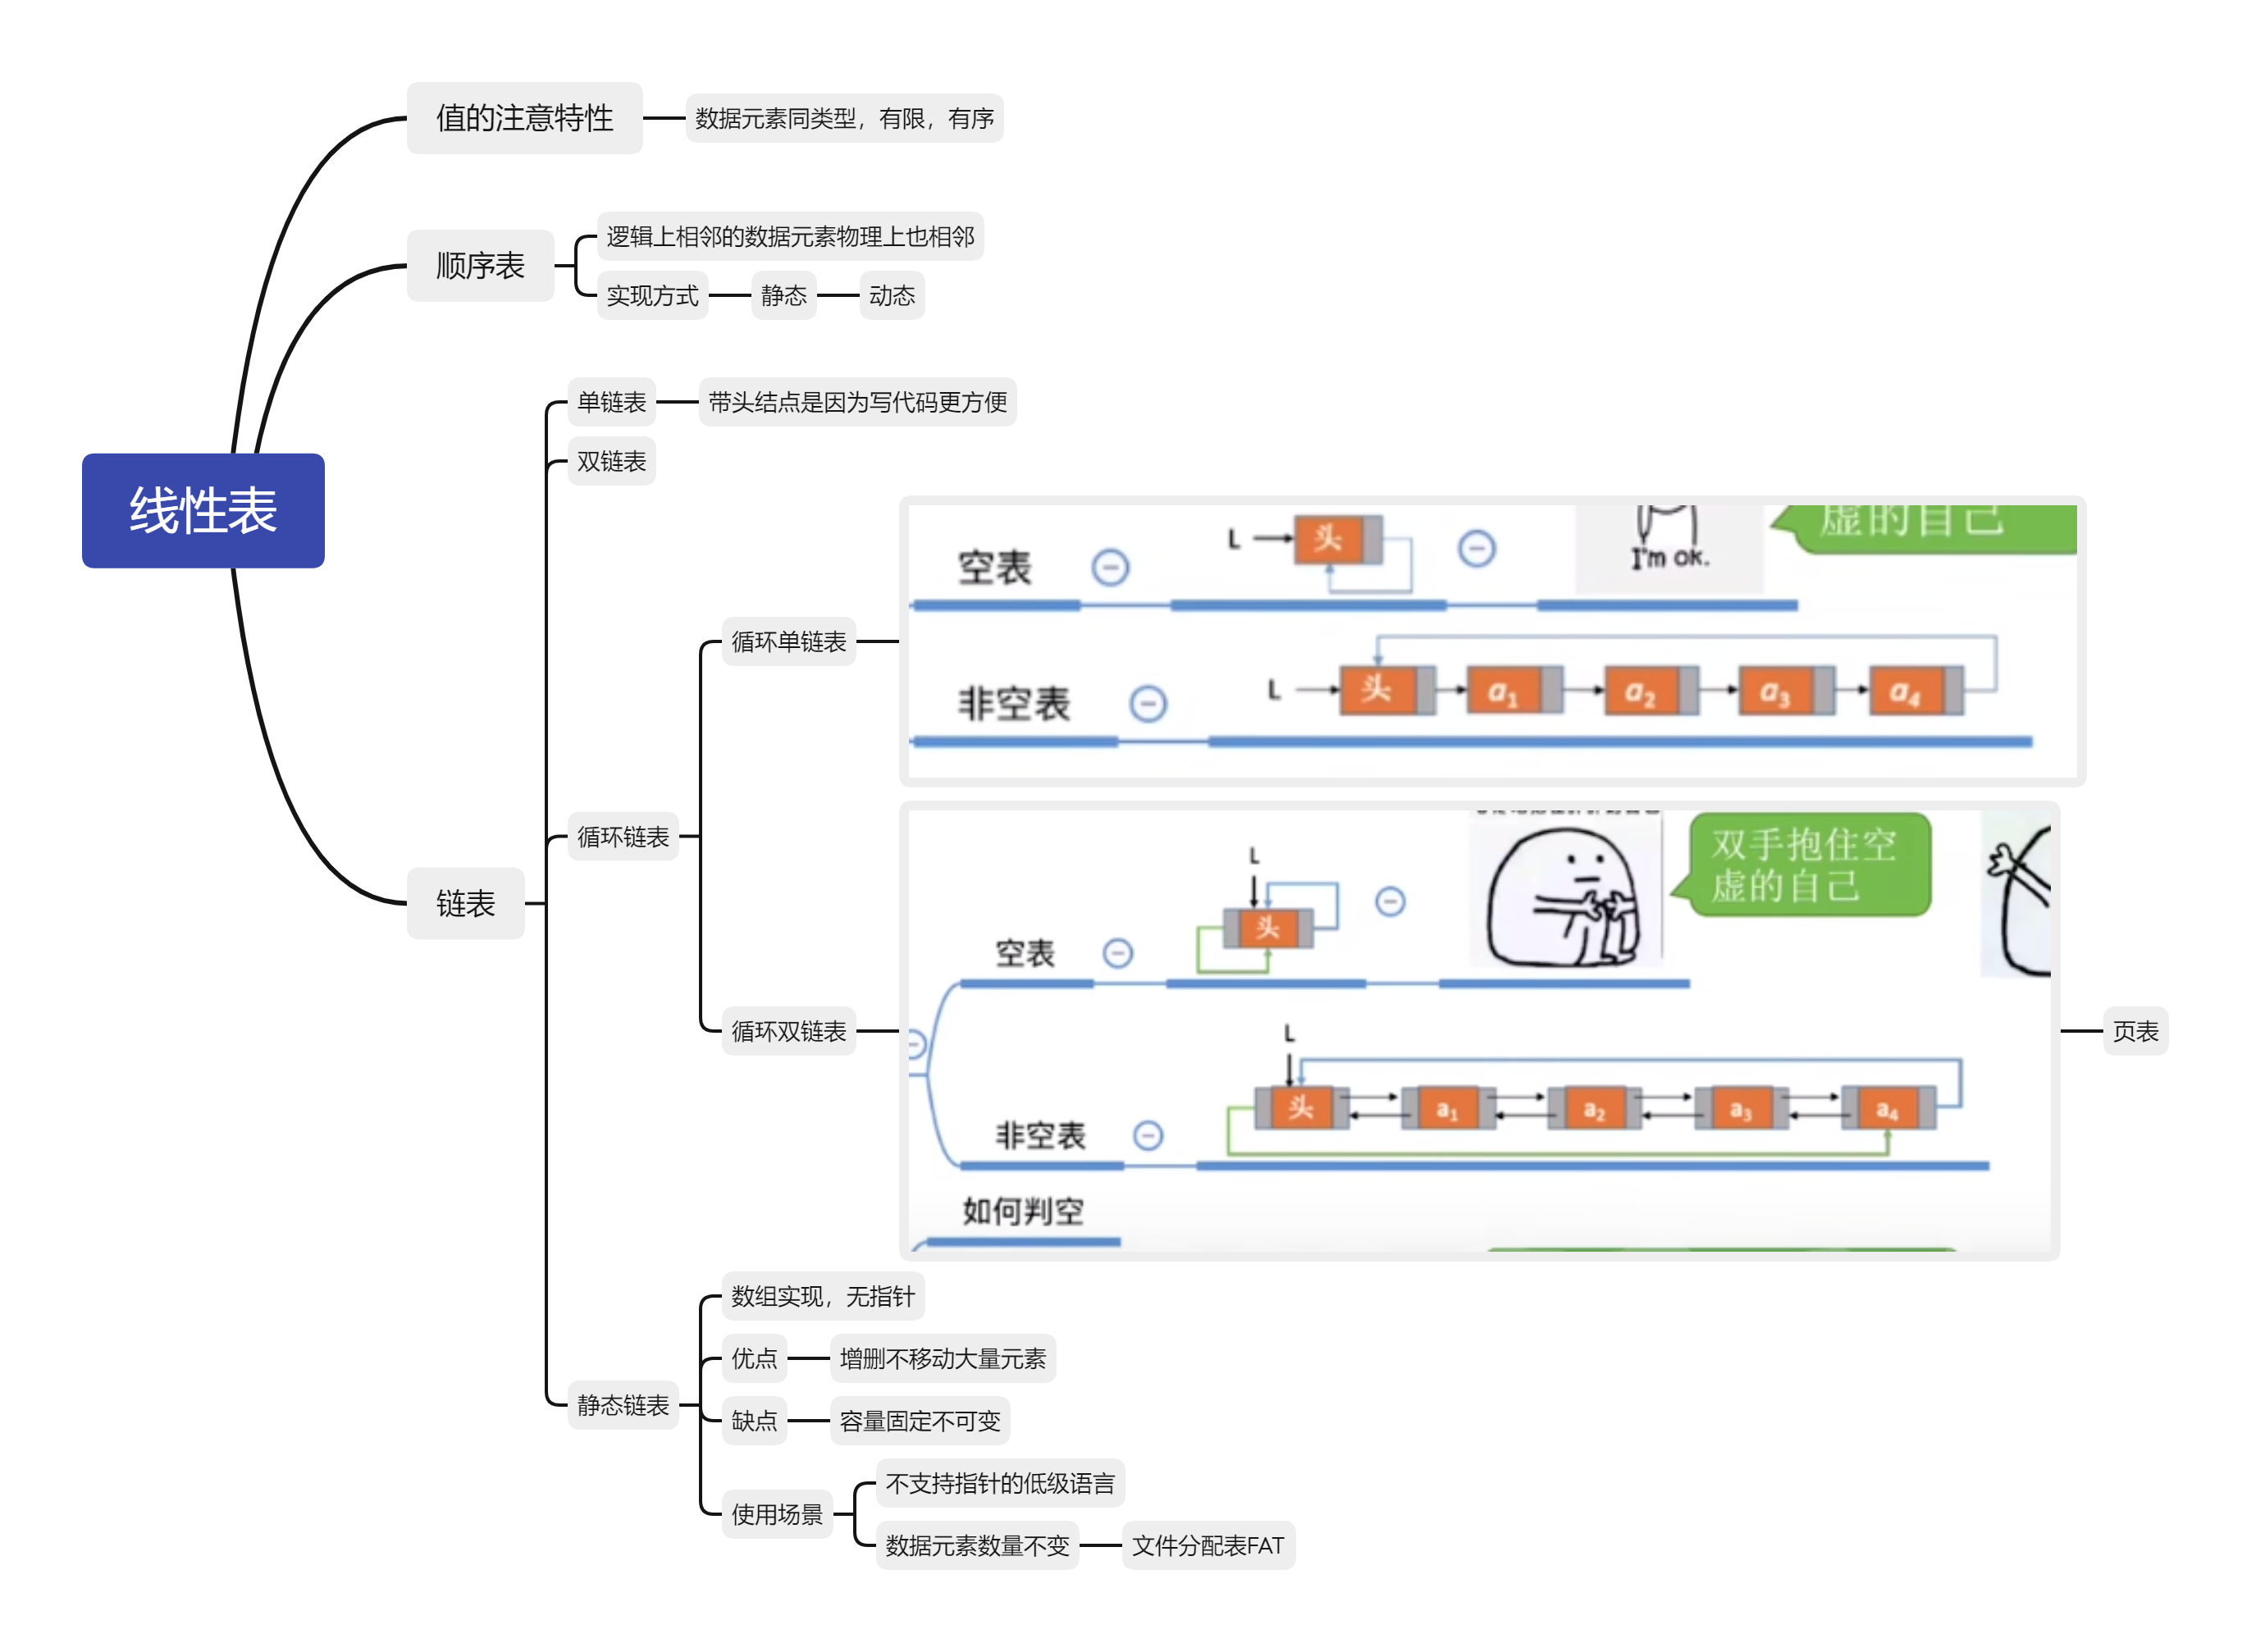 线性表
值的注意特性
数据元素同类型，有限，有序
顺序表
逻辑上相邻的数据元素物理上也相邻
实现方式
静态
动态
链表
单链表
带头结点是因为写代码更方便
双链表
循环链表
循环单链表
空表
L
头
I'm ok.
虚的自己
非空表
L
头
a1
a2
a3
a4
循环双链表
空表
L
头
双手抱住空
虚的自己
非空表
L
头
a1
a2
a3
a4
如何判空
页表
静态链表
数组实现，无指针
优点
增删不移动大量元素
缺点
容量固定不可变
使用场景
不支持指针的低级语言
数据元素数量不变
文件分配表FAT